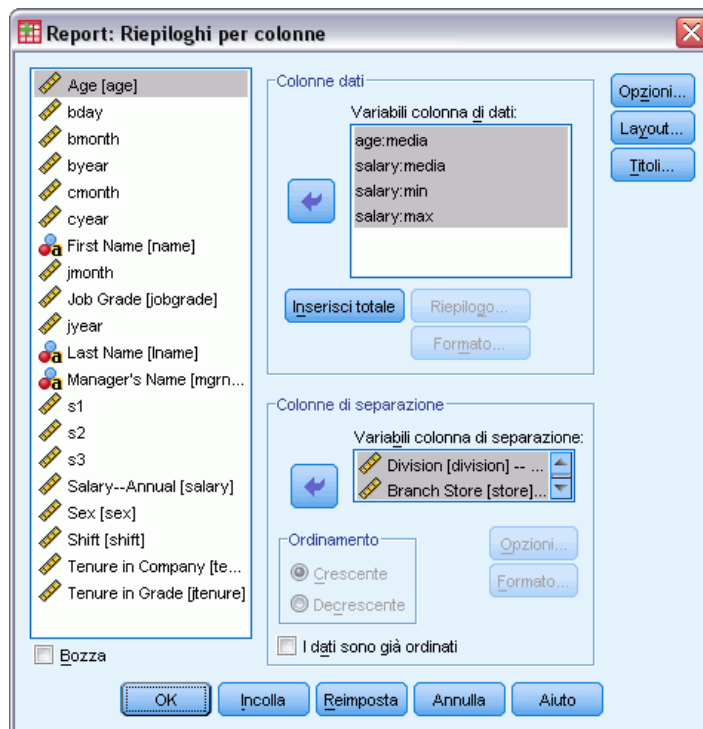 Report: Riepiloghi per colonne
Age [age]
bday
bmonth
byear
cmonth
cyear
First Name [name]
jmonth
Job Grade [jobgrade]
jyear
Last Name [lname]
Manager's Name [mgrn...
s1
s2
s3
Salary--Annual [salary]
Sex [sex]
Shift [shift]
Tenure in Company [te...
Tenure in Grade [jtenure]
Bozza
Colonne dati
Variabili colonna di dati:
age:media
salary:media
salary:min
salary:max
Inserisci totale
Riepilogo...
Formato...
Colonne di separazione
Variabili colonna di separazione:
Division [division] -- ...
Branch Store [store]...
Ordinamento
Crescente
Decrescente
Opzioni...
Formato...
I dati sono già ordinati
Opzioni...
Layout...
Titoli...
OK
Incolla
Reimposta
Annulla
Aiuto